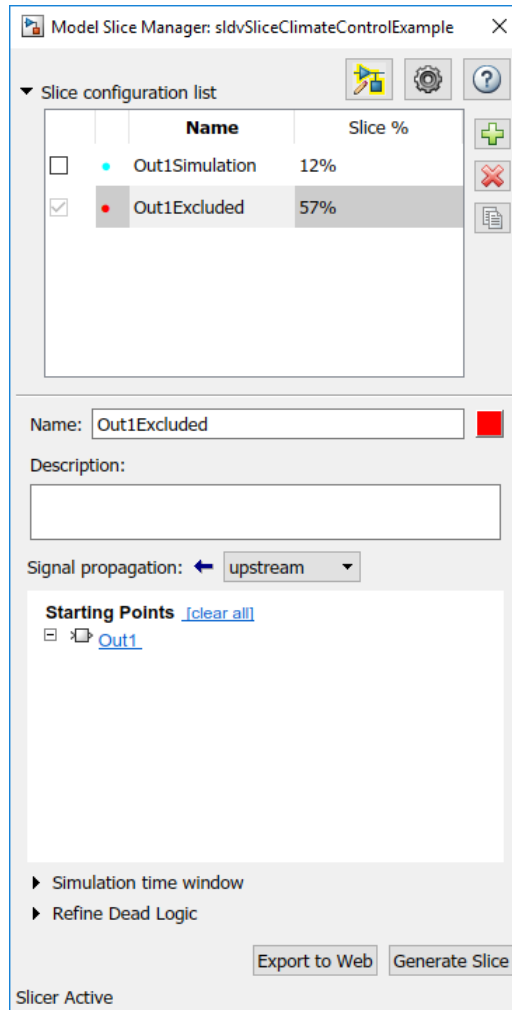 Model Slice Manager: sldvSliceClimateControlExample
Slice configuration list
Name Slice %
Out1Simulation 12%
Out1Excluded 57%
Name: Out1Excluded
Description:
Signal propagation: upstream
Starting Points [clear all]
Out1
Simulation time window
Refine Dead Logic
Export to Web Generate Slice
Slicer Active